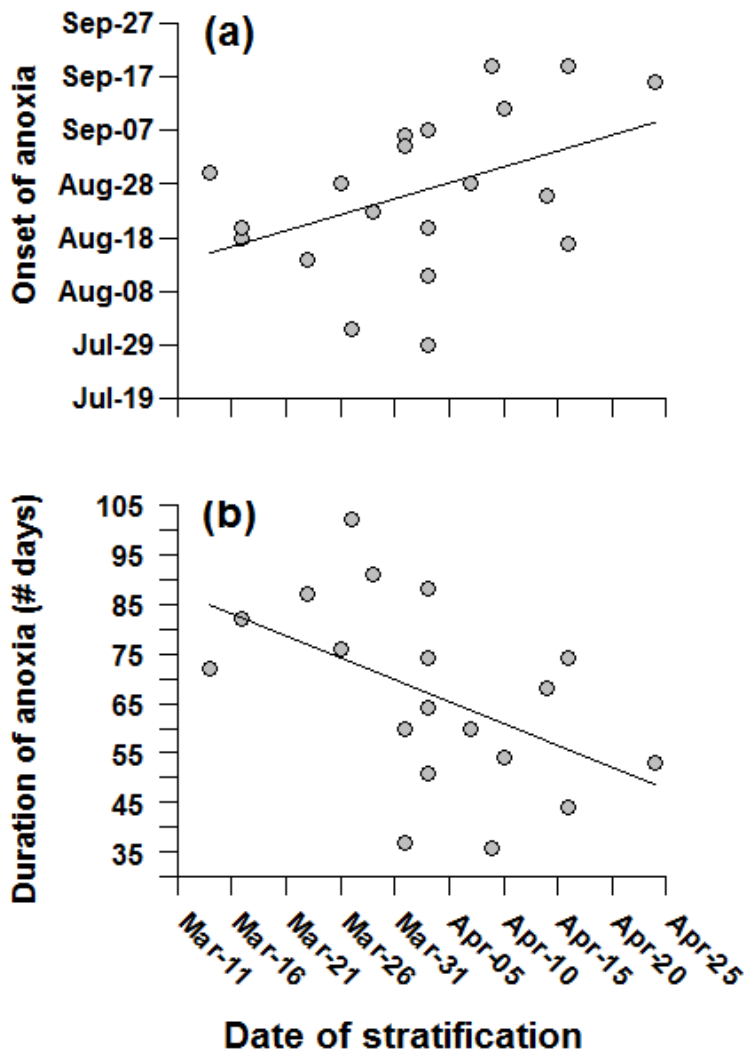 (a)
Onset of anoxia
Sep-27
Sep-17
Sep-07
Aug-28
Aug-18
Aug-08
Jul-29
Jul-19
(b)
Duration of anoxia (# days)
105
95
85
75
65
55
45
35
Mar-11
Mar-16
Mar-21
Mar-26
Mar-31
Apr-05
Apr-10
Apr-15
Apr-20
Apr-25
Date of stratification